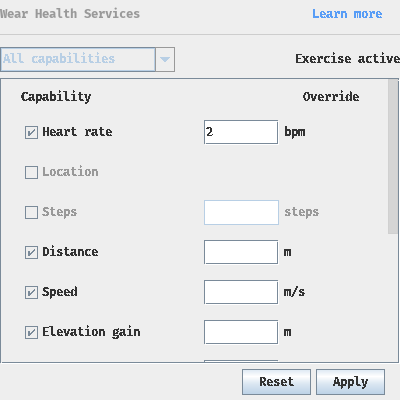 Wear Health Services Learn more
All capabilities Exercise active
Capability Override
Heart rate 2 bpm
Location
Steps steps
Distance m
Speed m/s
Elevation gain m
Reset Apply